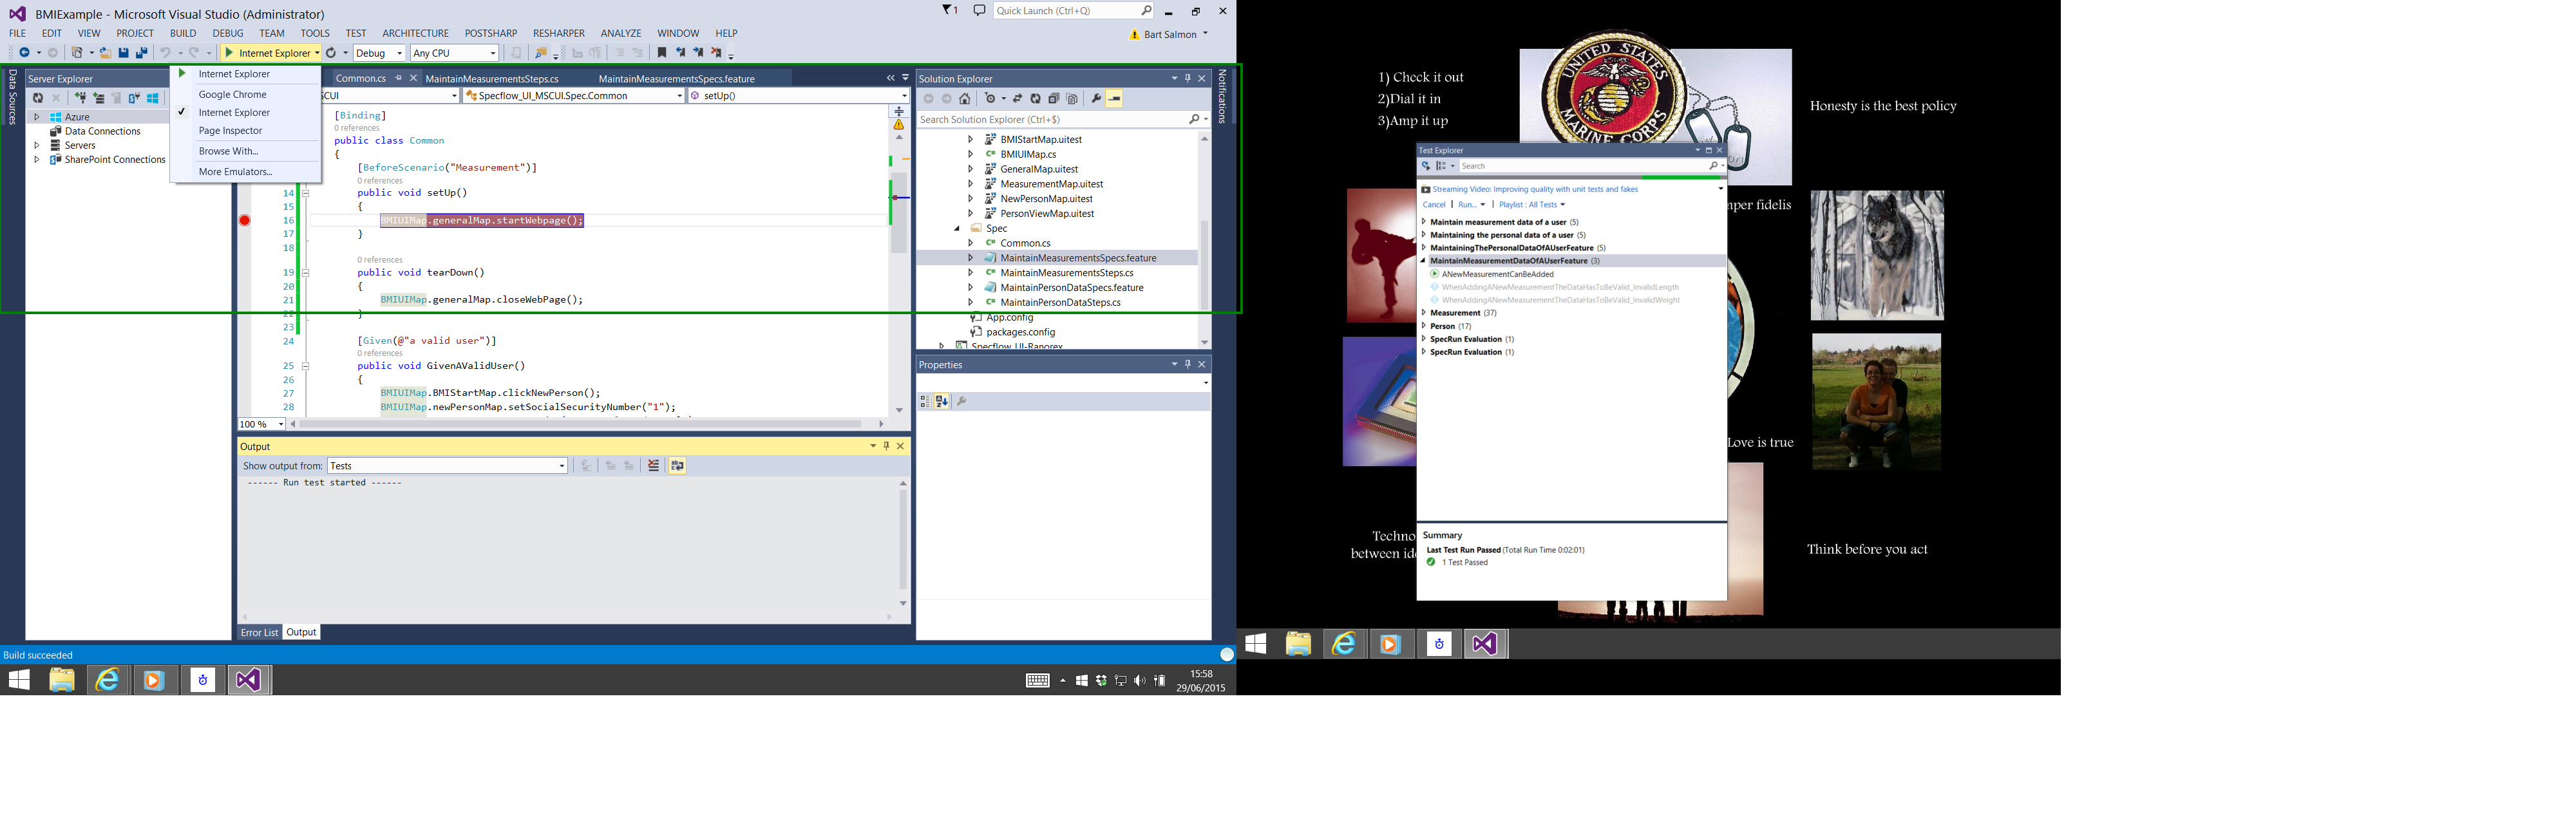 BMIExample - Microsoft Visual Studio (Administrator)
1
Quick Launch (Ctrl+Q)
FILE EDIT VIEW PROJECT BUILD DEBUG TEAM TOOLS TEST ARCHITECTURE POSTSHARP RESHARPER ANALYZE WINDOW HELP
Bart Salmon
Internet Explorer
Debug
Any CPU
Data Sources
Server Explorer
Azure
Data Connections
Servers
SharePoint Connections
Internet Explorer
Google Chrome
Internet Explorer
Page Inspector
Browse With...
More Emulators...
Common.cs
MaintainMeasurementsSteps.cs
MaintainMeasurementsSpecs.feature
SCUI
Specflow_UI_MSCUI.Spec.Common
setUp()
[Binding]
0 references
public class Common
{
[BeforeScenario("Measurement")]
0 references
14 public void setUp()
15 {
16 BMIUIMap.generalMap.startWebpage();
17 }
18
0 references
19 public void tearDown()
20 {
21 BMIUIMap.generalMap.closeWebPage();
22 }
23
24 [Given(@"a valid user")]
0 references
25 public void GivenAValidUser()
26 {
27 BMIUIMap.BMIStartMap.clickNewPerson();
28 BMIUIMap.newPersonMap.setSocialSecurityNumber("1");
100 %
Output
Show output from: Tests
------ Run test started ------
Error List
Output
Build succeeded
Solution Explorer
Search Solution Explorer (Ctrl+$)
BMIStartMap.uitest
BMIUIMap.cs
GeneralMap.uitest
MeasurementMap.uitest
NewPersonMap.uitest
PersonViewMap.uitest
Spec
Common.cs
MaintainMeasurementsSpecs.feature
MaintainMeasurementsSteps.cs
MaintainPersonDataSpecs.feature
MaintainPersonDataSteps.cs
App.config
packages.config
Specflow_UI-Ranorex
Properties
Notifications
15:58
29/06/2015
1) Check it out
2)Dial it in
3)Amp it up
UNITED STATES
MARINE CORPS
Honesty is the best policy
mper fidelis
Love is true
Techno
between id
Think before you act
Test Explorer
Search
Streaming Video: Improving quality with unit tests and fakes
Cancel | Run... | Playlist : All Tests
Maintain measurement data of a user (5)
Maintaining the personal data of a user (5)
MaintainingThePersonalDataOfAUserFeature (5)
MaintainMeasurementDataOfAUserFeature (3)
ANewMeasurementCanBeAdded
WhenAddingANewMeasurementTheDataHasToBeValid_InvalidLength
WhenAddingANewMeasurementTheDataHasToBeValid_InvalidWeight
Measurement (37)
Person (17)
SpecRun Evaluation (1)
SpecRun Evaluation (1)
Summary
Last Test Run Passed (Total Run Time 0:02:01)
1 Test Passed